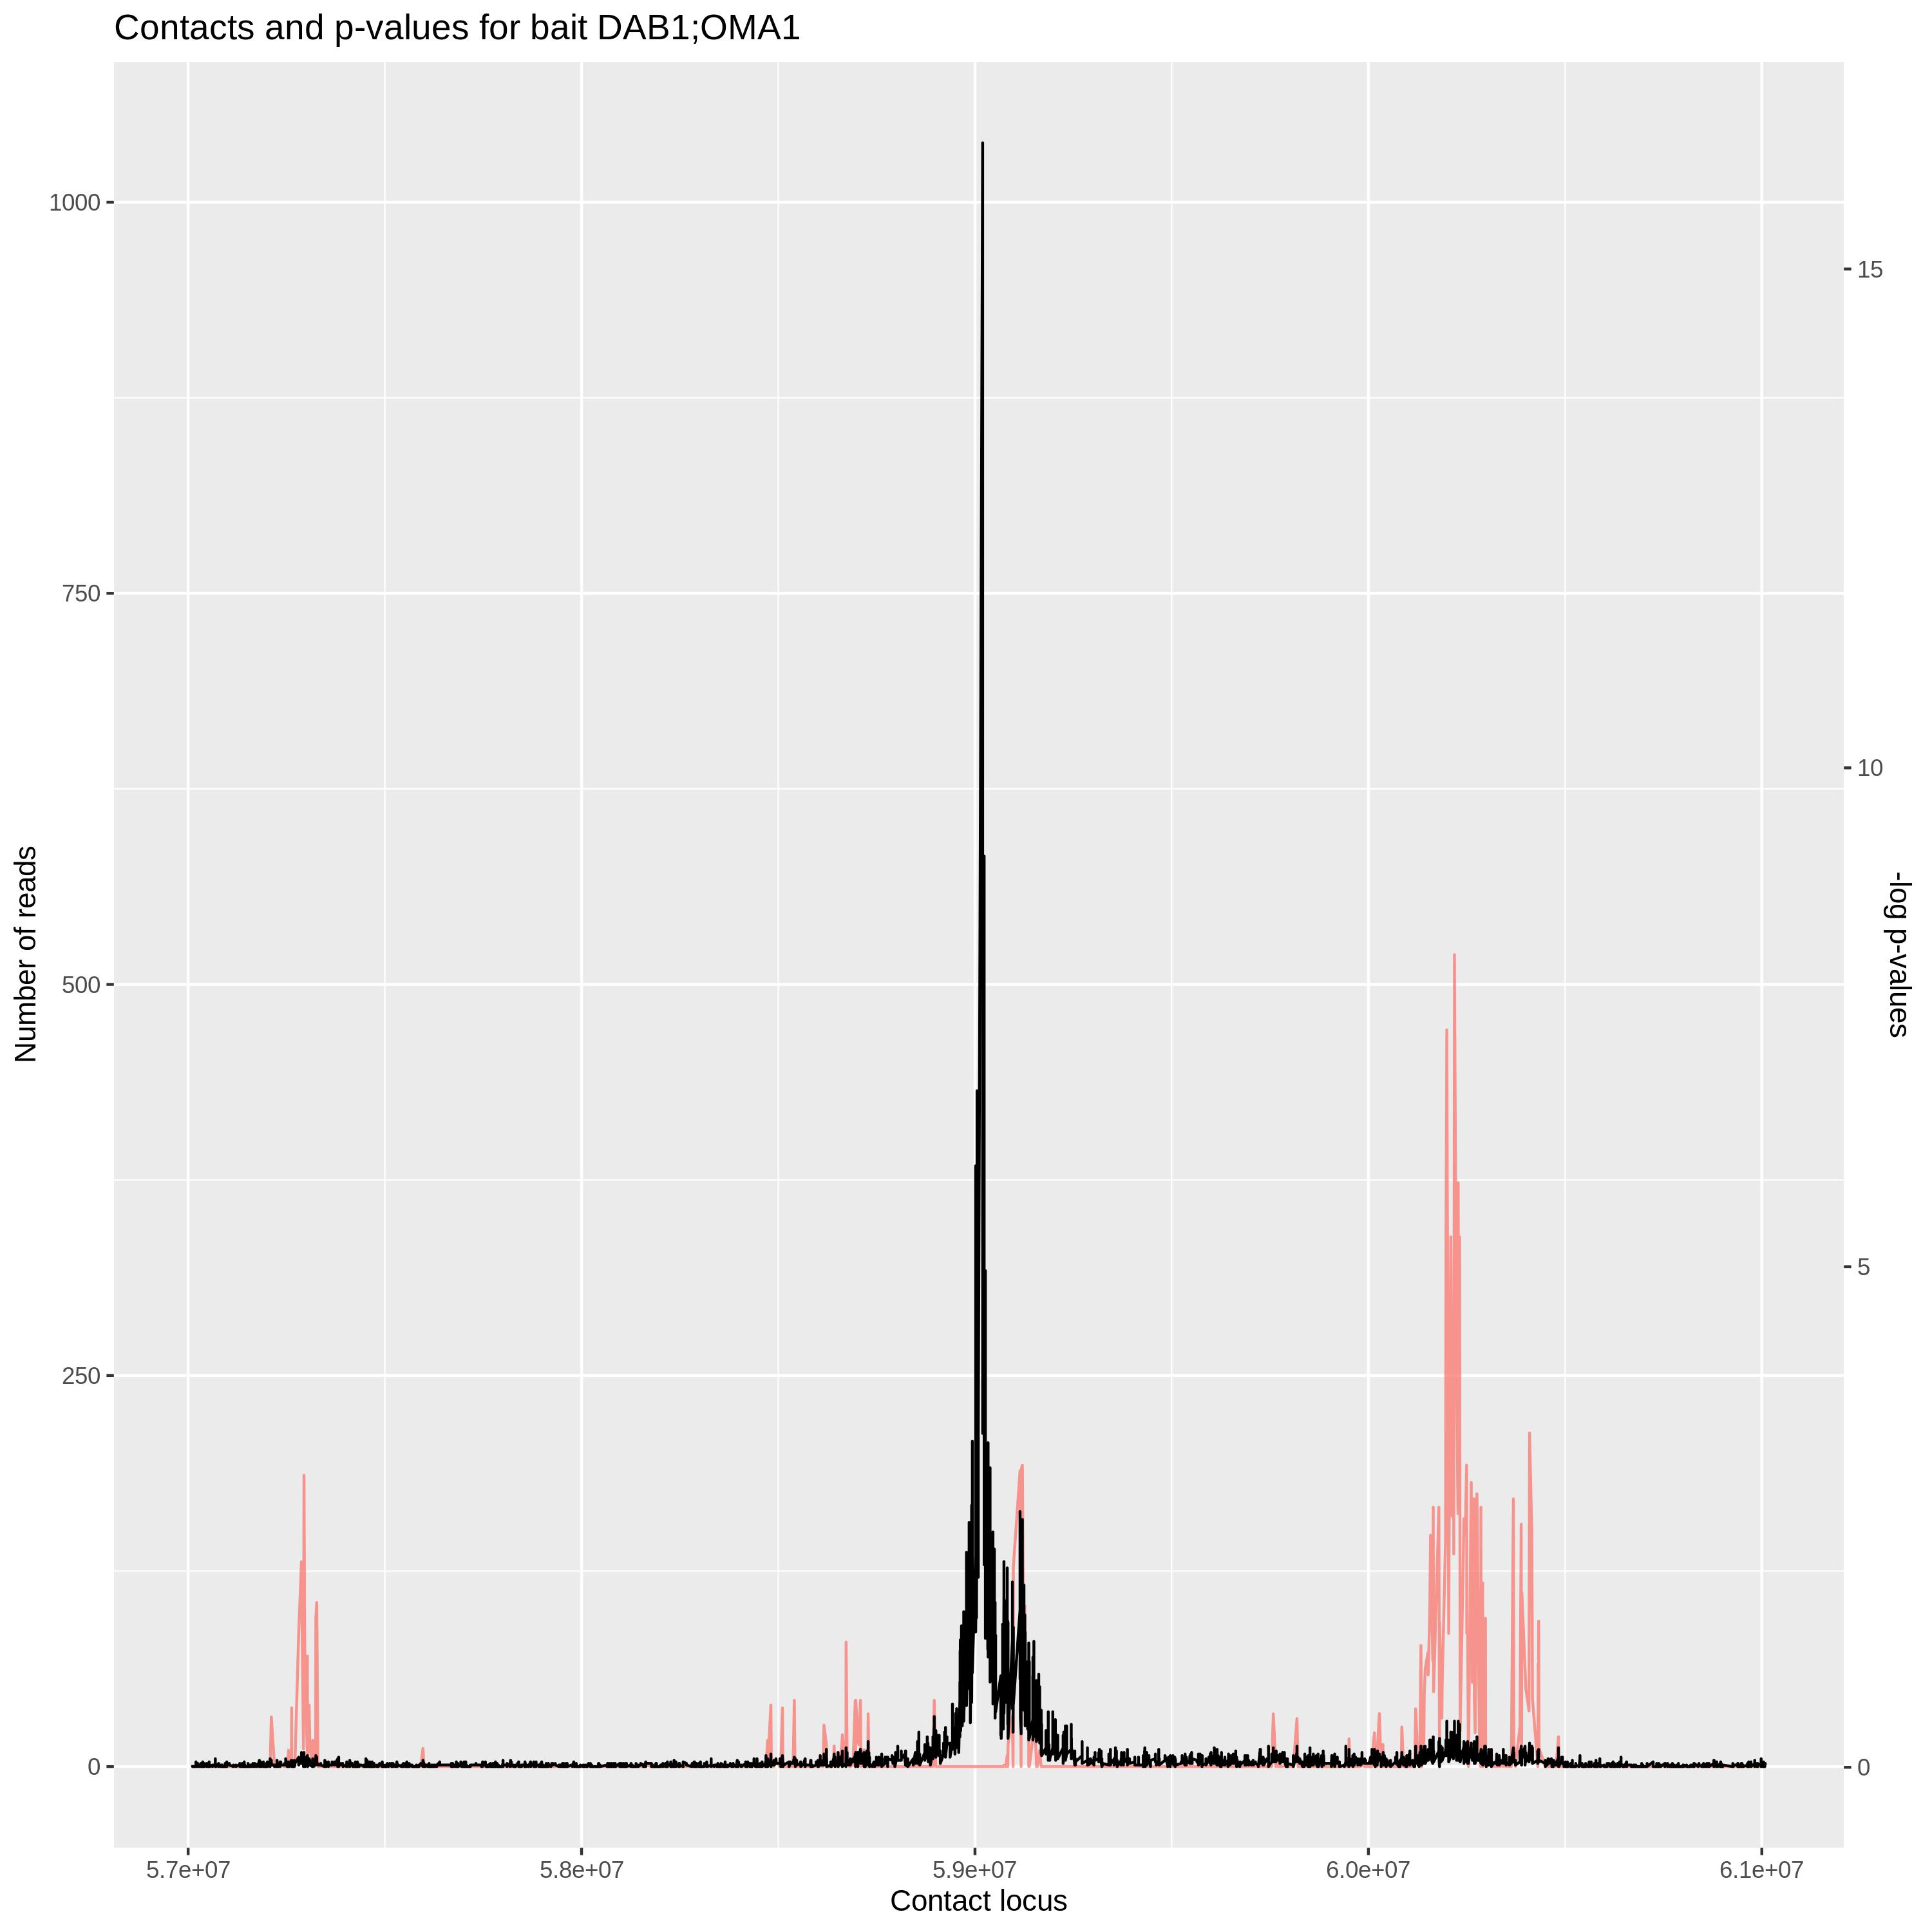 Contacts and p-values for bait DAB1;OMA1
1000
750
500
250
0
Number of reads
15
10
5
0
-log p-values
5.7e+07
5.8e+07
5.9e+07
6.0e+07
6.1e+07
Contact locus